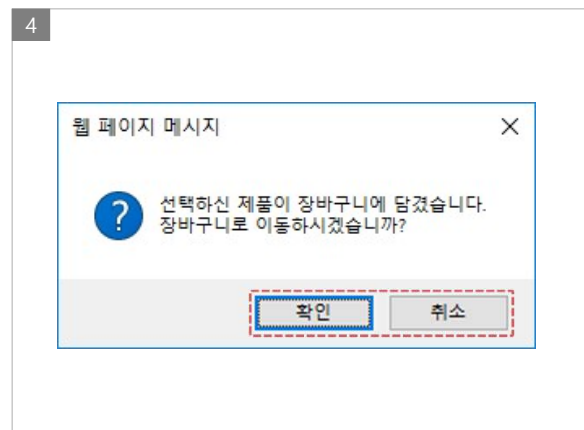 4
웹 페이지 메시지
선택하신 제품이 장바구니에 담겼습니다.
장바구니로 이동하시겠습니까?
확인 취소